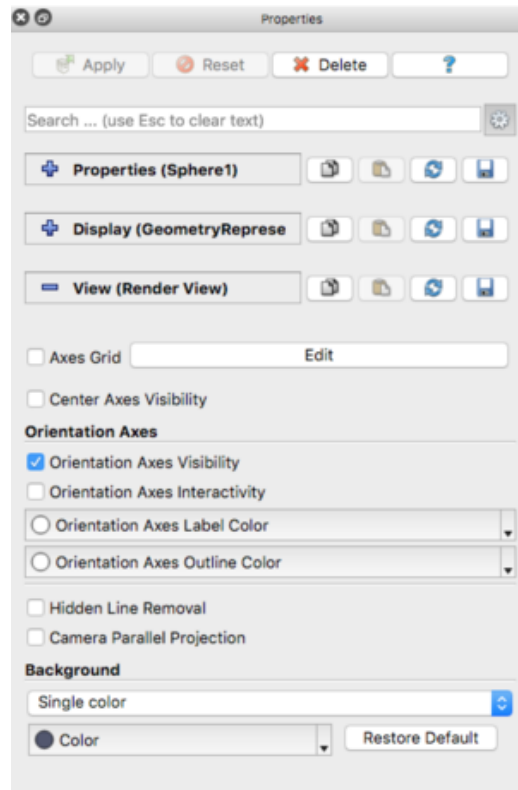 Properties
Apply Reset Delete ?
Search ... (use Esc to clear text)
Properties (Sphere1)
Display (GeometryReprese
View (Render View)
Axes Grid Edit
Center Axes Visibility
Orientation Axes
Orientation Axes Visibility
Orientation Axes Interactivity
Orientation Axes Label Color
Orientation Axes Outline Color
Hidden Line Removal
Camera Parallel Projection
Background
Single color
Color Restore Default